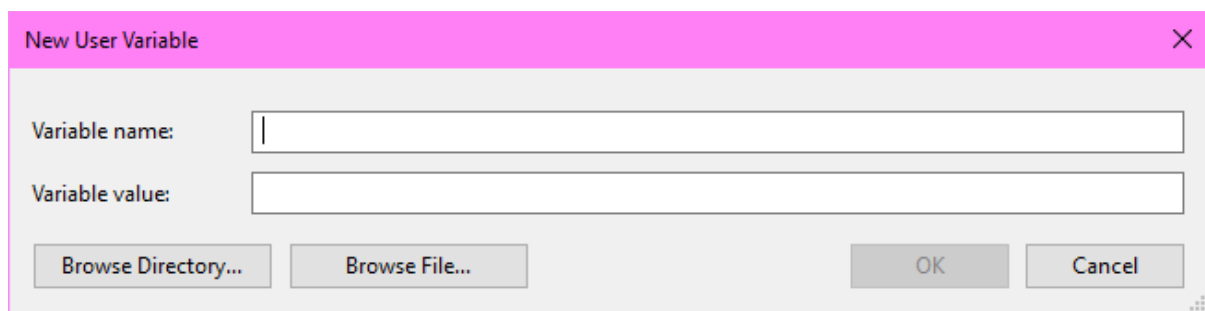 New User Variable
Variable name:
Variable value:
Browse Directory... Browse File... OK Cancel